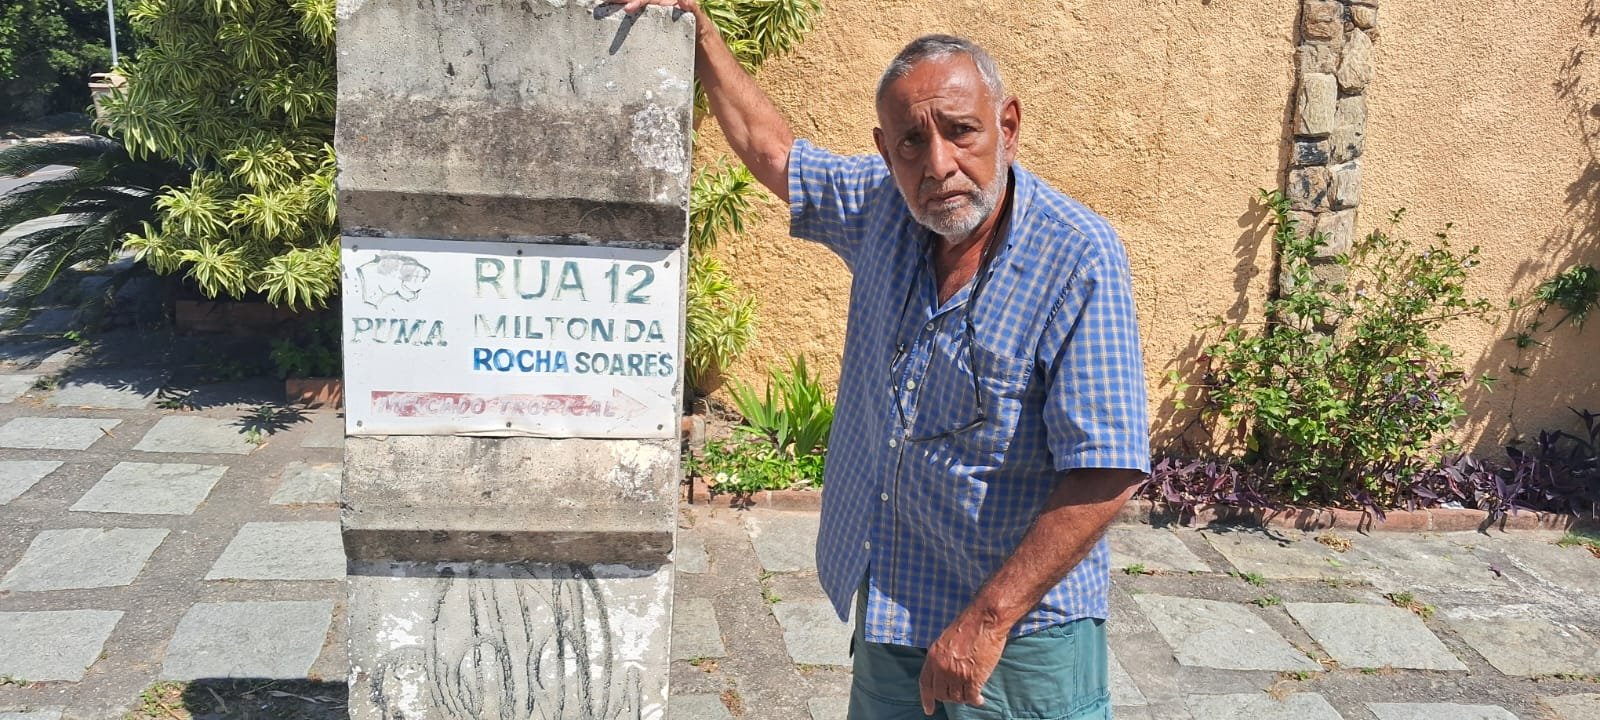 RUA 12
PUMA
MILTON DA
ROCHA SOARES
MERCADO TROPICAL